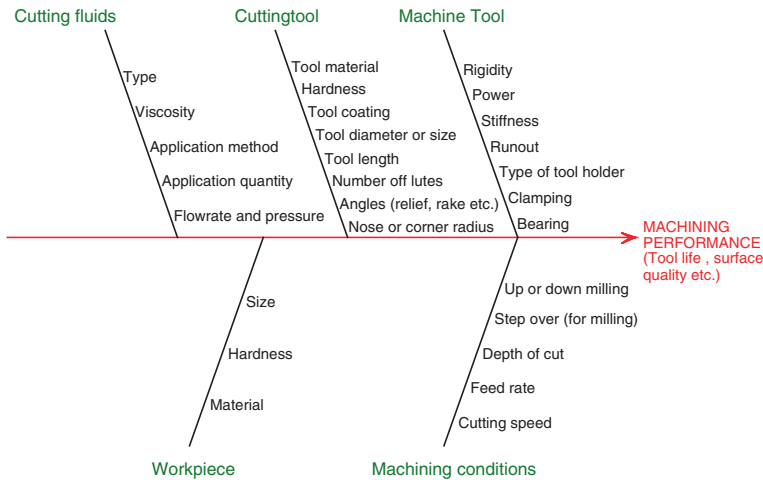 Cutting fluids
Type
Viscosity
Application method
Application quantity
Flowrate and pressure
Cuttingtool
Tool material
Hardness
Tool coating
Tool diameter or size
Tool length
Number off lutes
Angles (relief, rake etc.)
Nose or corner radius
Machine Tool
Rigidity
Power
Stiffness
Runout
Type of tool holder
Clamping
Bearing
MACHINING
PERFORMANCE
(Tool life , surface
quality etc.)
Size
Hardness
Material
Workpiece
Up or down milling
Step over (for milling)
Depth of cut
Feed rate
Cutting speed
Machining conditions